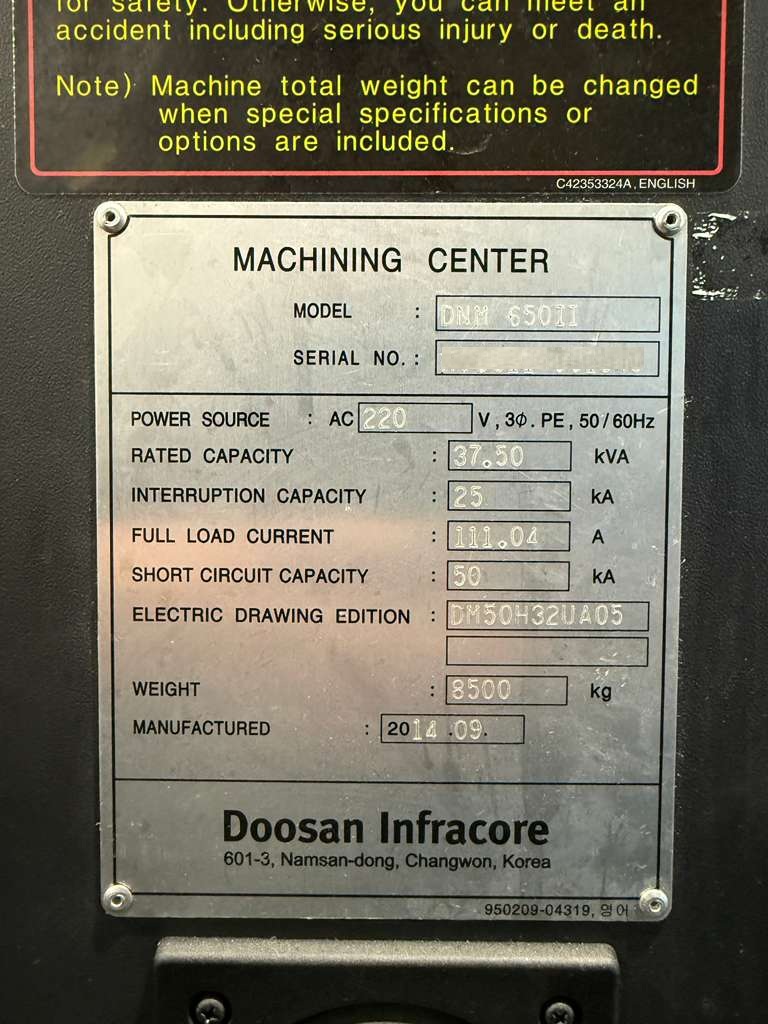 for safety. Otherwise, you can meet an
accident including serious injury or death.
Note) Machine total weight can be changed
when special specifications or
options are included.
C42353324A, ENGLISH
MACHINING CENTER
MODEL : DNM 650II
SERIAL NO. :
POWER SOURCE : AC 220 V, 3Ø. PE, 50/60Hz
RATED CAPACITY : 37.50 kVA
INTERRUPTION CAPACITY : 25 kA
FULL LOAD CURRENT : 111.04 A
SHORT CIRCUIT CAPACITY : 50 kA
ELECTRIC DRAWING EDITION : DM50H32UA05
WEIGHT : 8500 kg
MANUFACTURED : 2014.09.
Doosan Infracore
601-3, Namsan-dong, Changwon, Korea
950209-04319, 영어